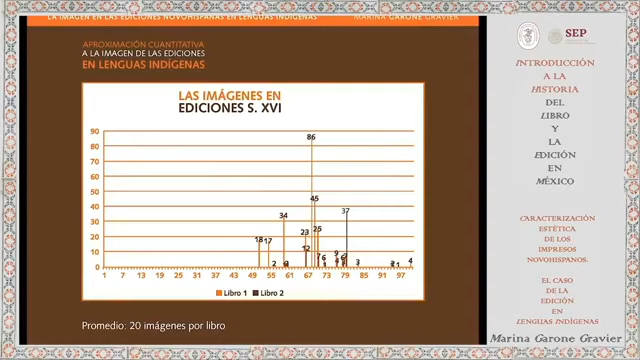 LA IMAGEN EN LAS EDICIONES NOVOHISPANAS EN LENGUAS INDÍGENAS
MARINA GARONE GRAVIER
APROXIMACIÓN CUANTITATIVA
A LA IMAGEN DE LAS EDICIONES
EN LENGUAS INDÍGENAS
LAS IMÁGENES EN
EDICIONES S. XVI
90
80
70
60
50
40
30
20
10
0
18
17
2
34
23
12
86
45
25
7
6
37
3
2
1
4
1 7 13 19 25 31 37 43 49 55 61 67 73 79 85 91 97
Libro 1 Libro 2
Promedio: 20 imágenes por libro
SEP
INTRODUCCIÓN
A LA
HISTORIA
DEL
LIBRO
Y
LA
EDICIÓN
EN
MÉXICO
CARACTERIZACIÓN
ESTÉTICA
DE LOS
IMPRESOS
NOVOHISPANOS.
EL CASO
DE LA
EDICIÓN
EN
LENGUAS INDÍGENAS
Marina Garone Gravier